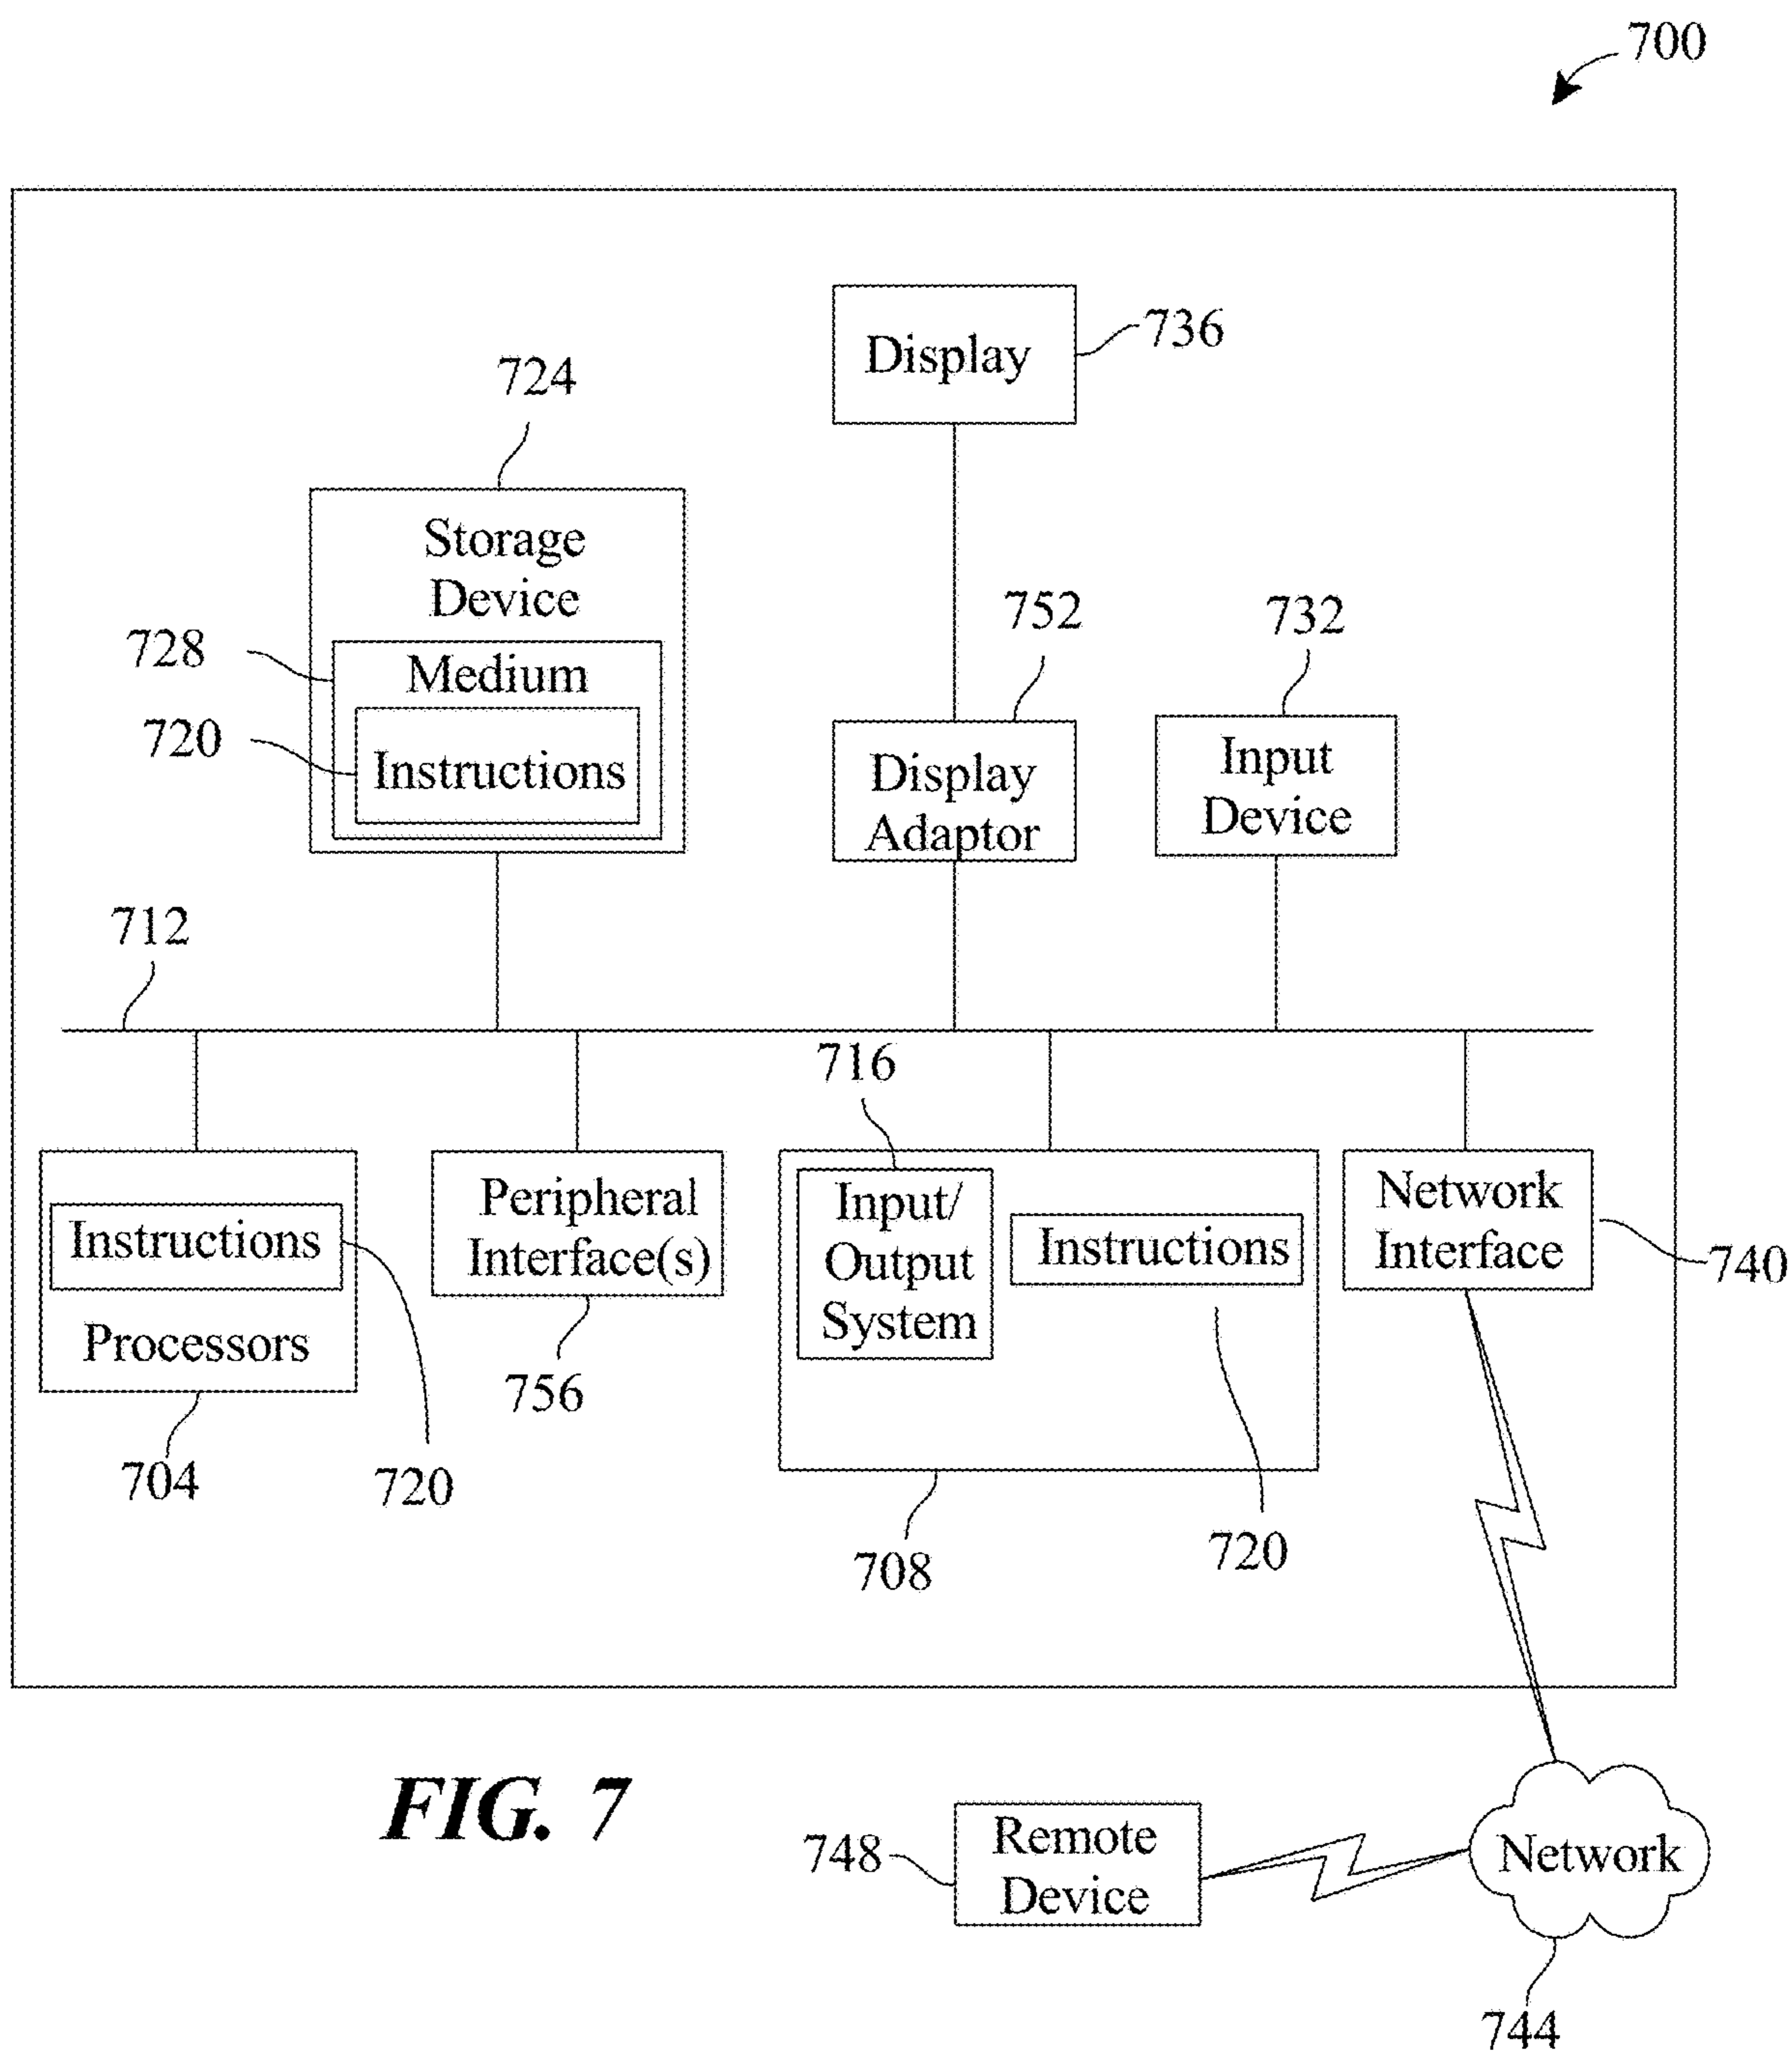 700
Display
736
724
Storage
Device
728
Medium
720
Instructions
752
Display
Adaptor
732
Input
Device
712
716
Instructions
Processors
704
720
Peripheral
Interface(s)
756
Input/
Output
System
Instructions
708
720
Network
Interface
740
FIG. 7
748
Remote
Device
Network
744